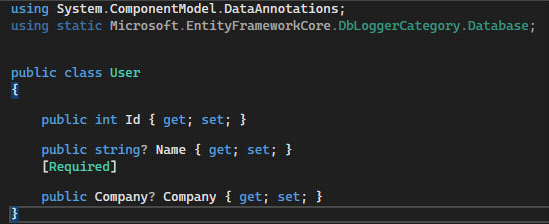 using System.ComponentModel.DataAnnotations;
using static Microsoft.EntityFrameworkCore.DbLoggerCategory.Database;
public class User
{
public int Id { get; set; }
public string? Name { get; set; }
[Required]
public Company? Company { get; set; }
}